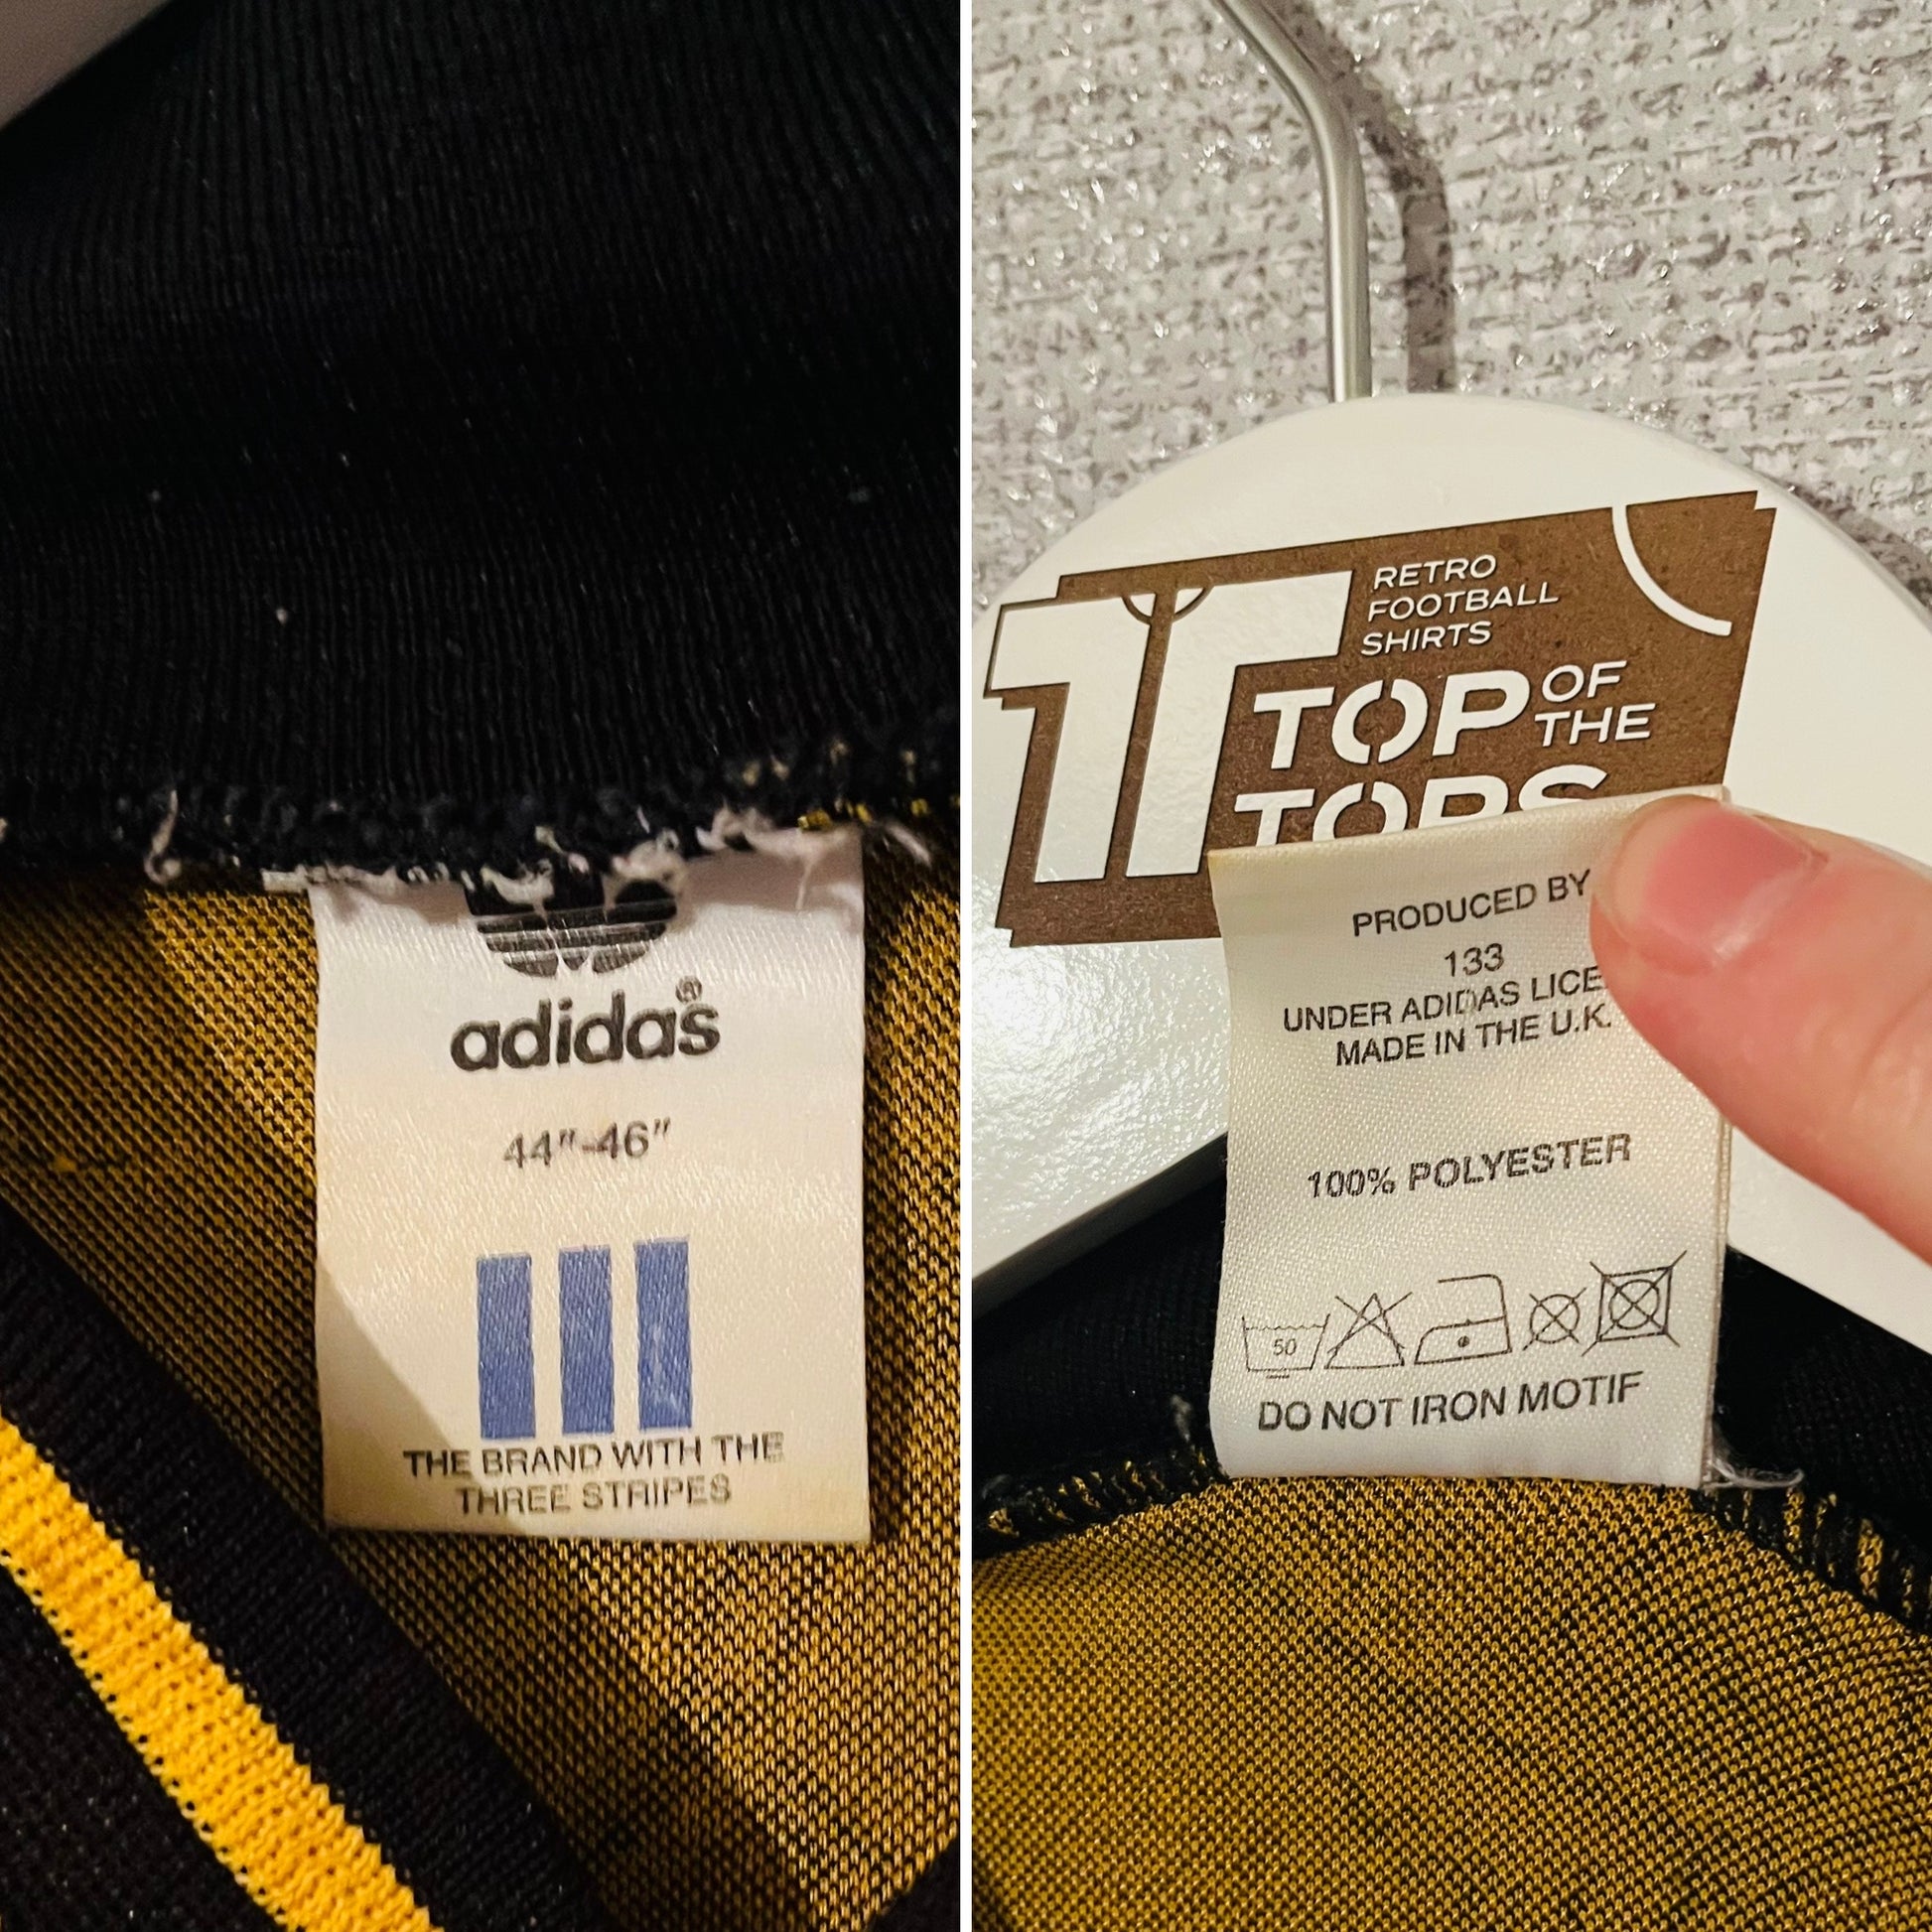 adidas®
44"-46"
THE BRAND WITH THE
THREE STRIPES
RETRO
FOOTBALL
SHIRTS
TOP OF
THE
TOPS
PRODUCED BY
133
UNDER ADIDAS LICE
MADE IN THE U.K.
100% POLYESTER
50
DO NOT IRON MOTIF